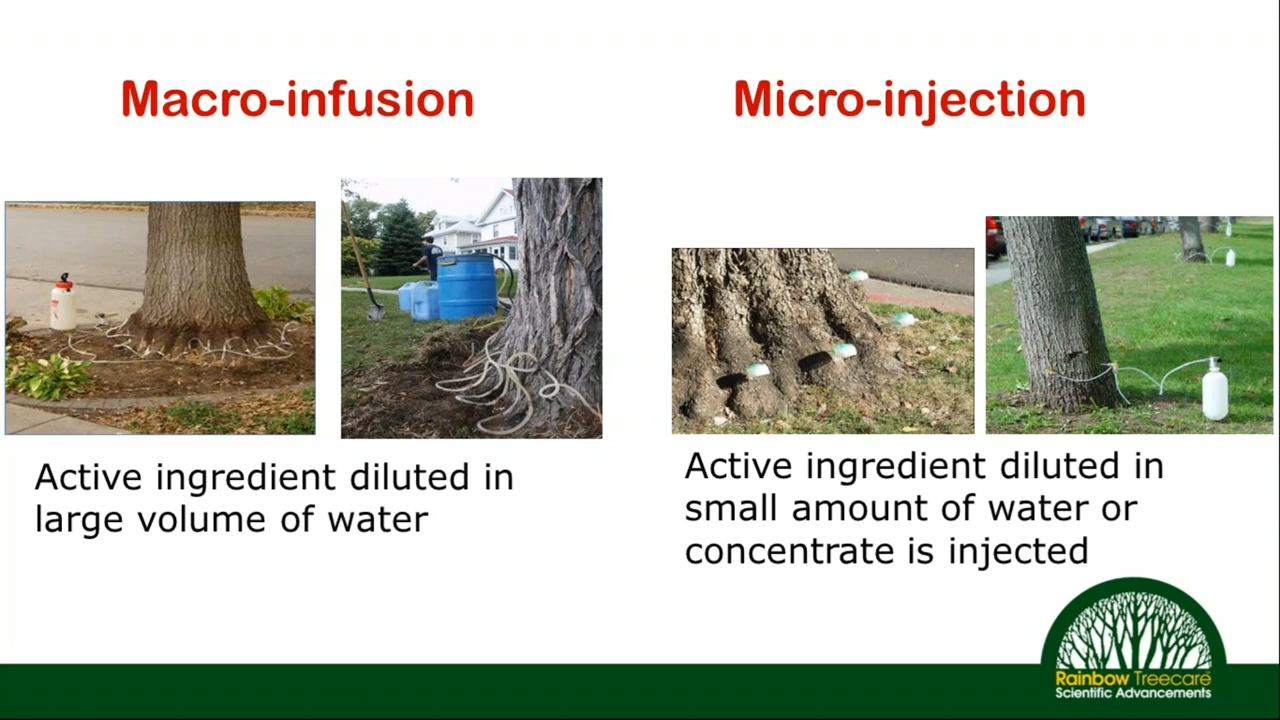 Macro-infusion
Micro-injection
Active ingredient diluted in
large volume of water
Active ingredient diluted in
small amount of water or
concentrate is injected
Rainbow Treecare
Scientific Advancements